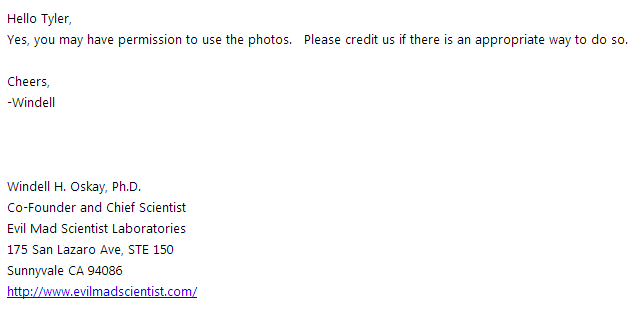 Hello Tyler,
Yes, you may have permission to use the photos.   Please credit us if there is an appropriate way to do so.
Cheers,
-Windell
Windell H. Oskay, Ph.D.
Co-Founder and Chief Scientist
Evil Mad Scientist Laboratories
175 San Lazaro Ave, STE 150
Sunnyvale CA 94086
http://www.evilmadscientist.com/